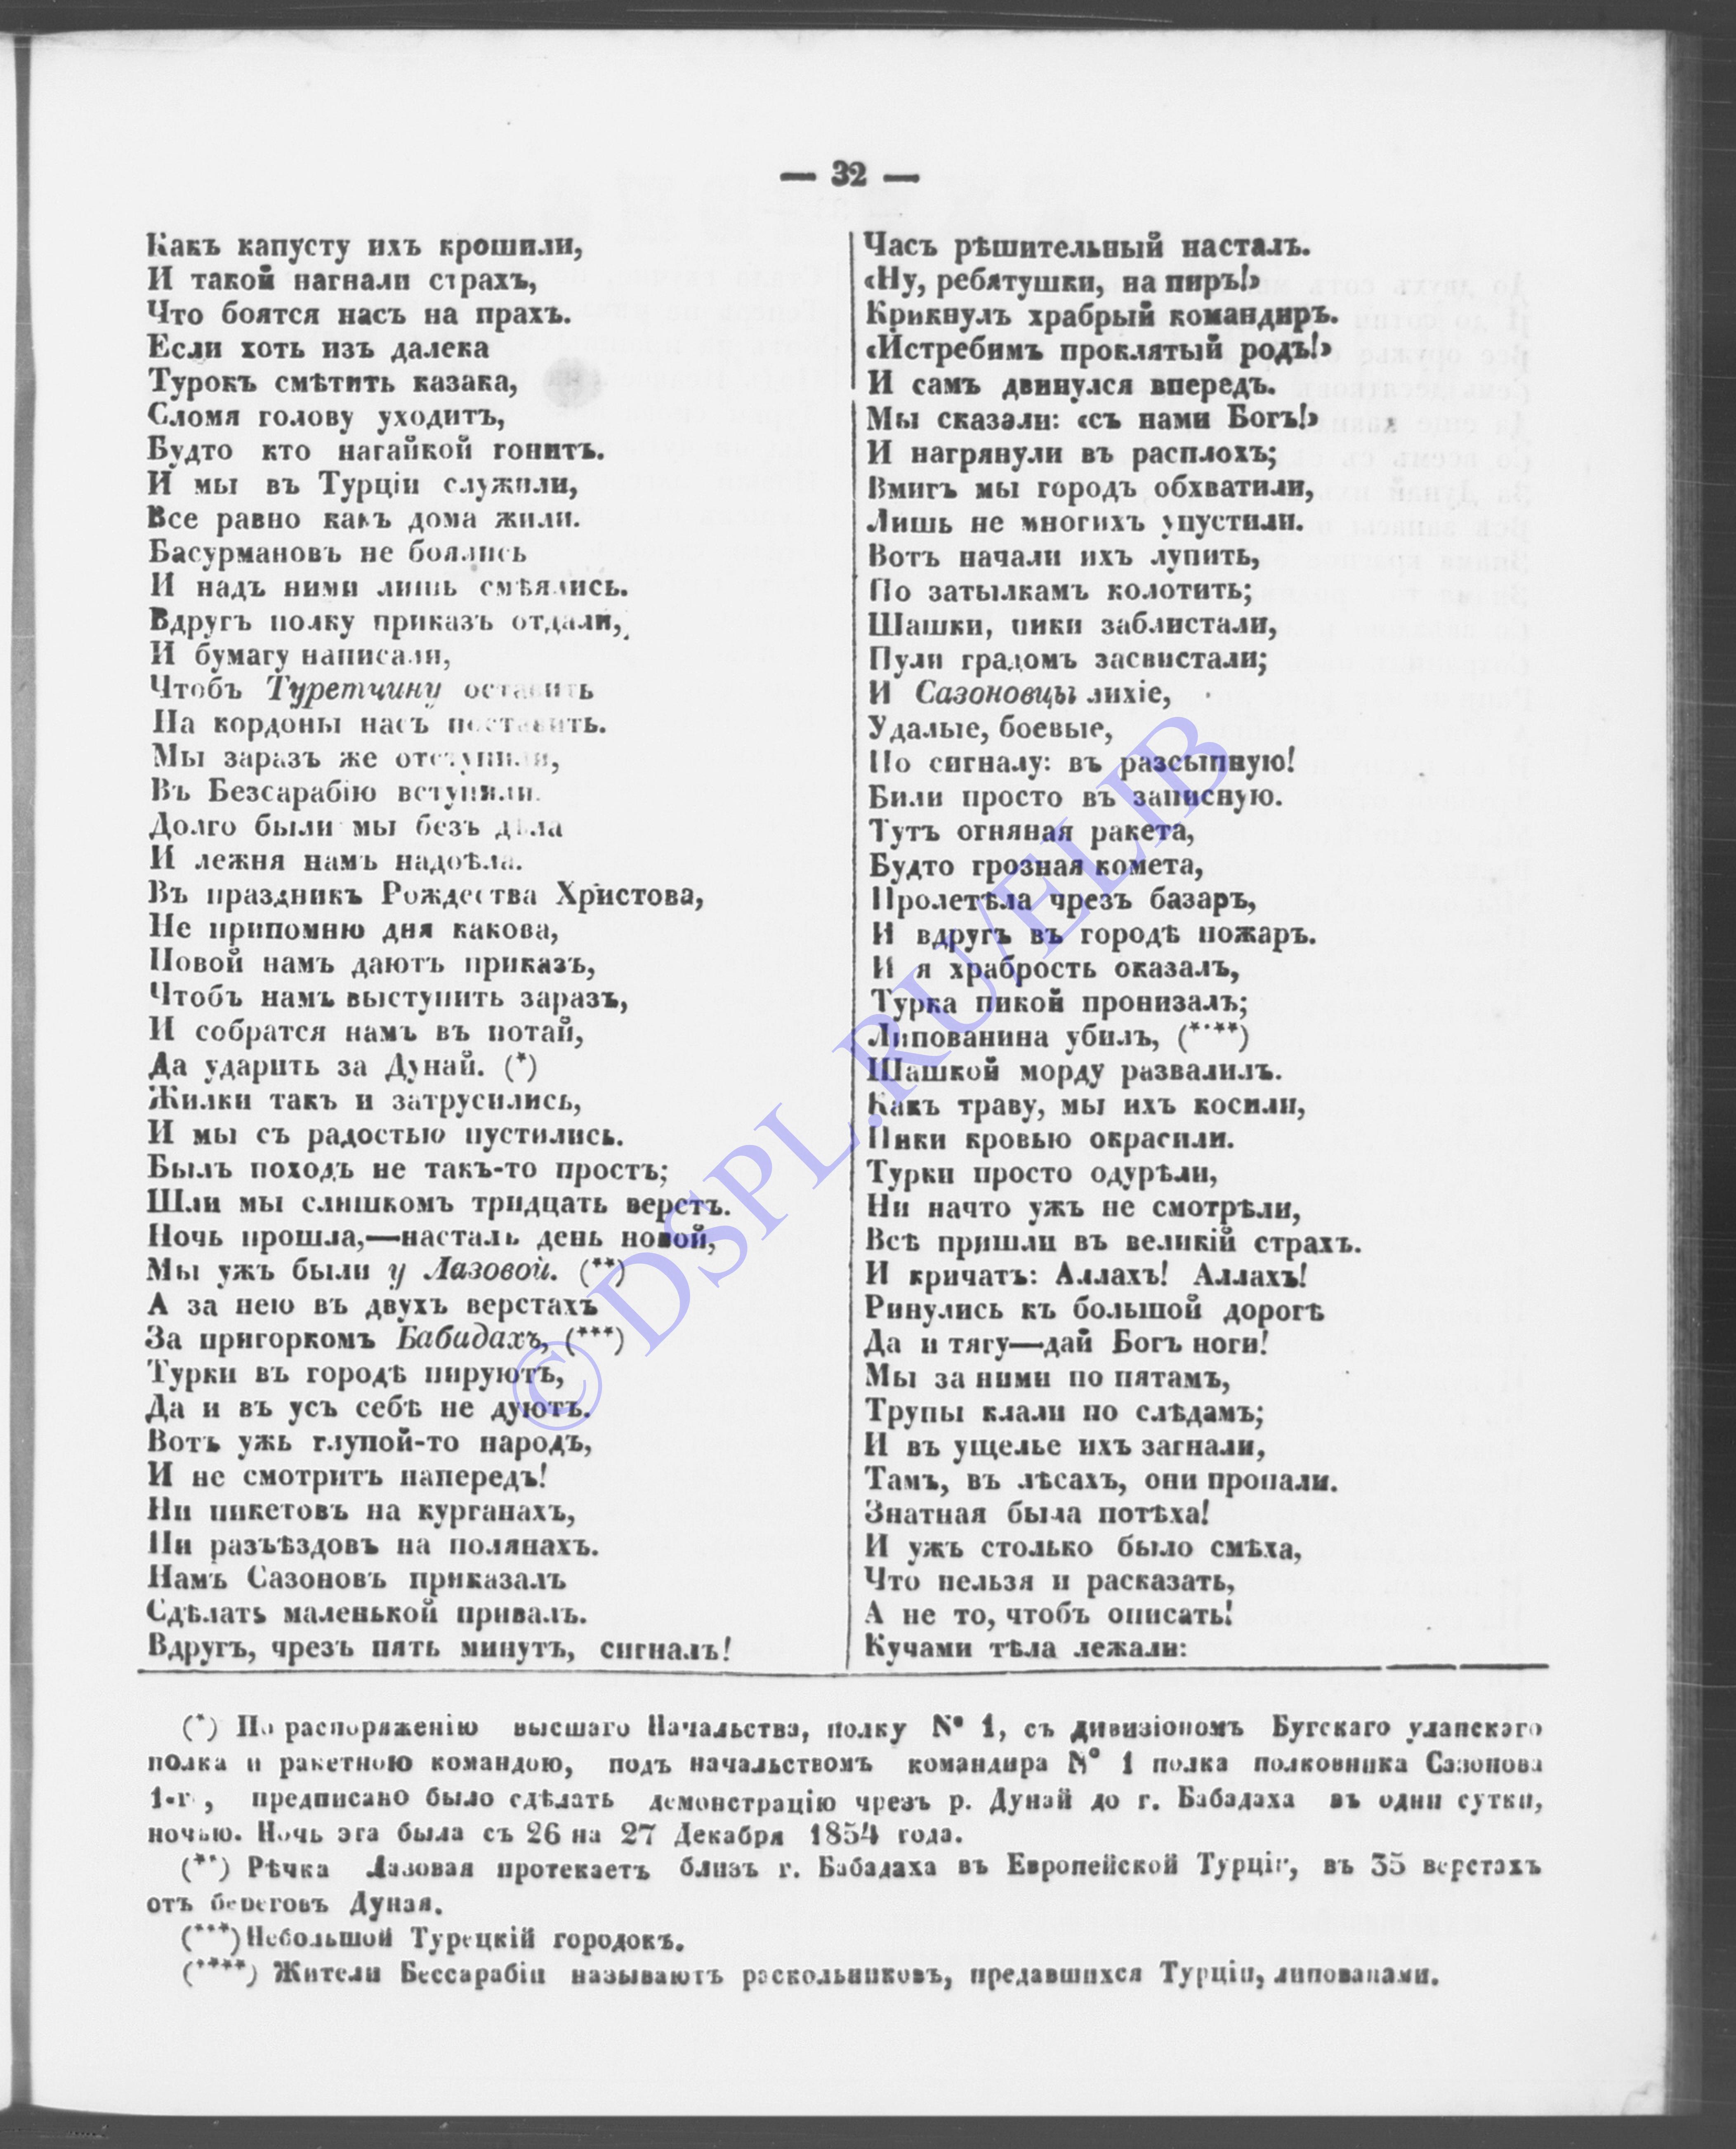 — 32 —
Какъ капусту ихъ крошили,
И такой нагнали страхъ,
Что боятся насъ на прахъ.
Если хоть изъ далека
Турокъ смѣтитъ казака,
Сломя голову уходитъ,
Будто кто нагайкой гонитъ.
И мы въ Турціи служили,
Все равно какъ дома жили.
Басурмановъ не боялись
И надъ ними лишь смѣялись.
Вдругъ полку приказъ отдали,
И бумагу написали,
Чтобъ Туретчину оставить
На кордоны насъ поставить.
Мы заразъ же отступили,
Въ Безсарабію вступили.
Долго были мы безъ дѣла
И лежня намъ надоѣла.
Въ праздникъ Рождества Христова,
Не припомню дня какова,
Новой намъ даютъ приказъ,
Чтобъ намъ выступить заразъ,
И собратся намъ въ потай,
Да ударить за Дунай. (*)
Жилки такъ и затрусились,
И мы съ радостью пустились.
Былъ походъ не такъ-то простъ;
Шли мы слишкомъ тридцать верстъ.
Ночь прошла,—насталъ день новой,
Мы ужъ были у Лазовой. (**)
А за нею въ двухъ верстахъ
За пригоркомъ Бабадахъ, (***)
Турки въ городѣ пируютъ,
Да и въ усъ себѣ не дуютъ.
Вотъ ужь глупой-то народъ,
И не смотритъ напередъ!
Ни пикетовъ на курганахъ,
Ни разъѣздовъ на полянахъ.
Намъ Сазоновъ приказалъ
Сдѣлать маленькой привалъ.
Вдругъ, чрезъ пять минутъ, сигналъ!
Часъ рѣшительный насталъ.
«Ну, ребятушки, на пиръ!»
Крикнулъ храбрый командиръ.
«Истребимъ проклятый родъ!»
И самъ двинулся впередъ.
Мы сказали: «съ нами Богъ!»
И нагрянули въ расплохъ;
Вмигъ мы городъ обхватили,
Лишь не многихъ упустили.
Вотъ начали ихъ лупить,
По затылкамъ колотить;
Шашки, пики заблистали,
Пули градомъ засвистали;
И Сазоновцы лихіе,
Удалые, боевые,
По сигналу: въ разсыпную!
Били просто въ записную.
Тутъ огняная ракета,
Будто грозная комета,
Пролетѣла чрезъ базаръ,
И вдругъ въ городѣ пожаръ.
И я храбрость оказалъ,
Турка пикой пронизалъ;
Липованина убилъ, (****)
Шашкой морду развалилъ.
Какъ траву, мы ихъ косили,
Пики кровью окрасили.
Турки просто одурѣли,
Ни начто ужъ не смотрѣли,
Всѣ пришли въ великій страхъ.
И кричатъ: Аллахъ! Аллахъ!
Ринулись къ большой дорогѣ
Да и тягу—дай Богъ ноги!
Мы за ними по пятамъ,
Трупы клали по слѣдамъ;
И въ ущелье ихъ загнали,
Тамъ, въ лѣсахъ, они пропали.
Знатная была потѣха!
И ужъ столько было смѣха,
Что нельзя и расказать,
А не то, чтобъ описать!
Кучами тѣла лежали:
(*) По распоряженію высшаго Начальства, полку № 1, съ дивизіономъ Бугскаго уланскаго
полка и ракетною командою, подъ начальствомъ командира № 1 полка полковника Сазонова
1-г, предписано было сдѣлать демонстрацію чрезъ р. Дунай до г. Бабадаха въ одни сутки,
ночью. Ночь эта была съ 26 на 27 Декабря 1854 года.
(**) Рѣчка Лазовая протекаетъ близъ г. Бабадаха въ Европейской Турціи, въ 35 верстахъ
отъ береговъ Дуная.
(***) Небольшой Турецкій городокъ.
(****) Жители Бессарабіи называютъ раскольниковъ, предавшихся Турціи, липованами.
© DSPL.RU/ELIB